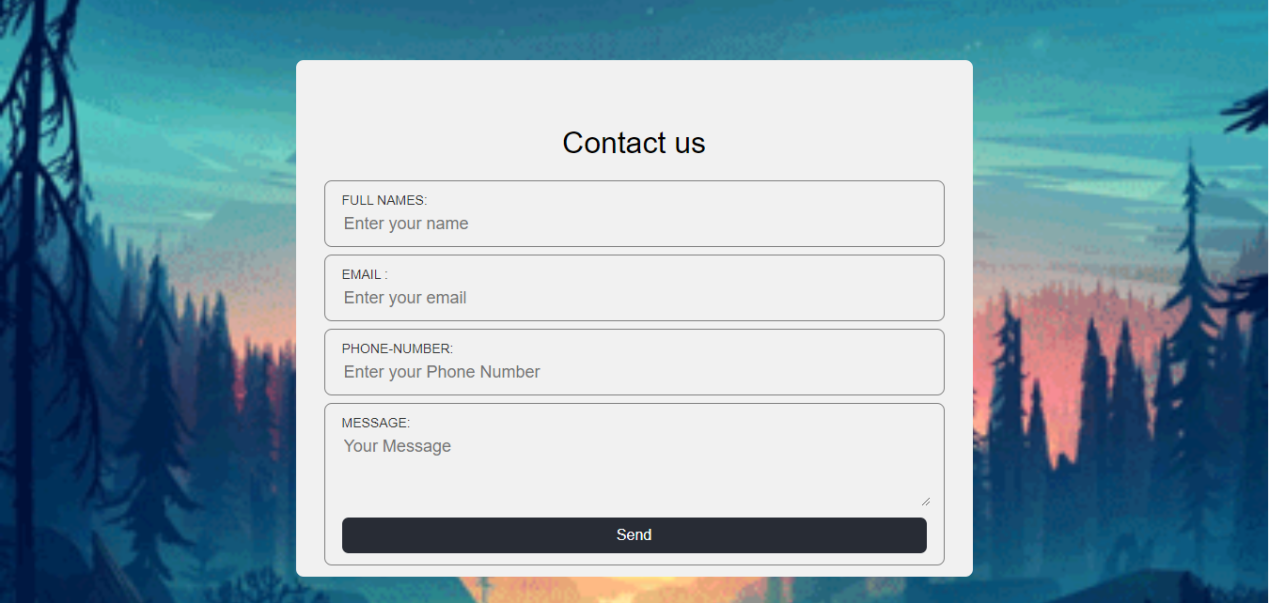 Contact us
FULL NAMES:
Enter your name
EMAIL :
Enter your email
PHONE-NUMBER:
Enter your Phone Number
MESSAGE:
Your Message
Send